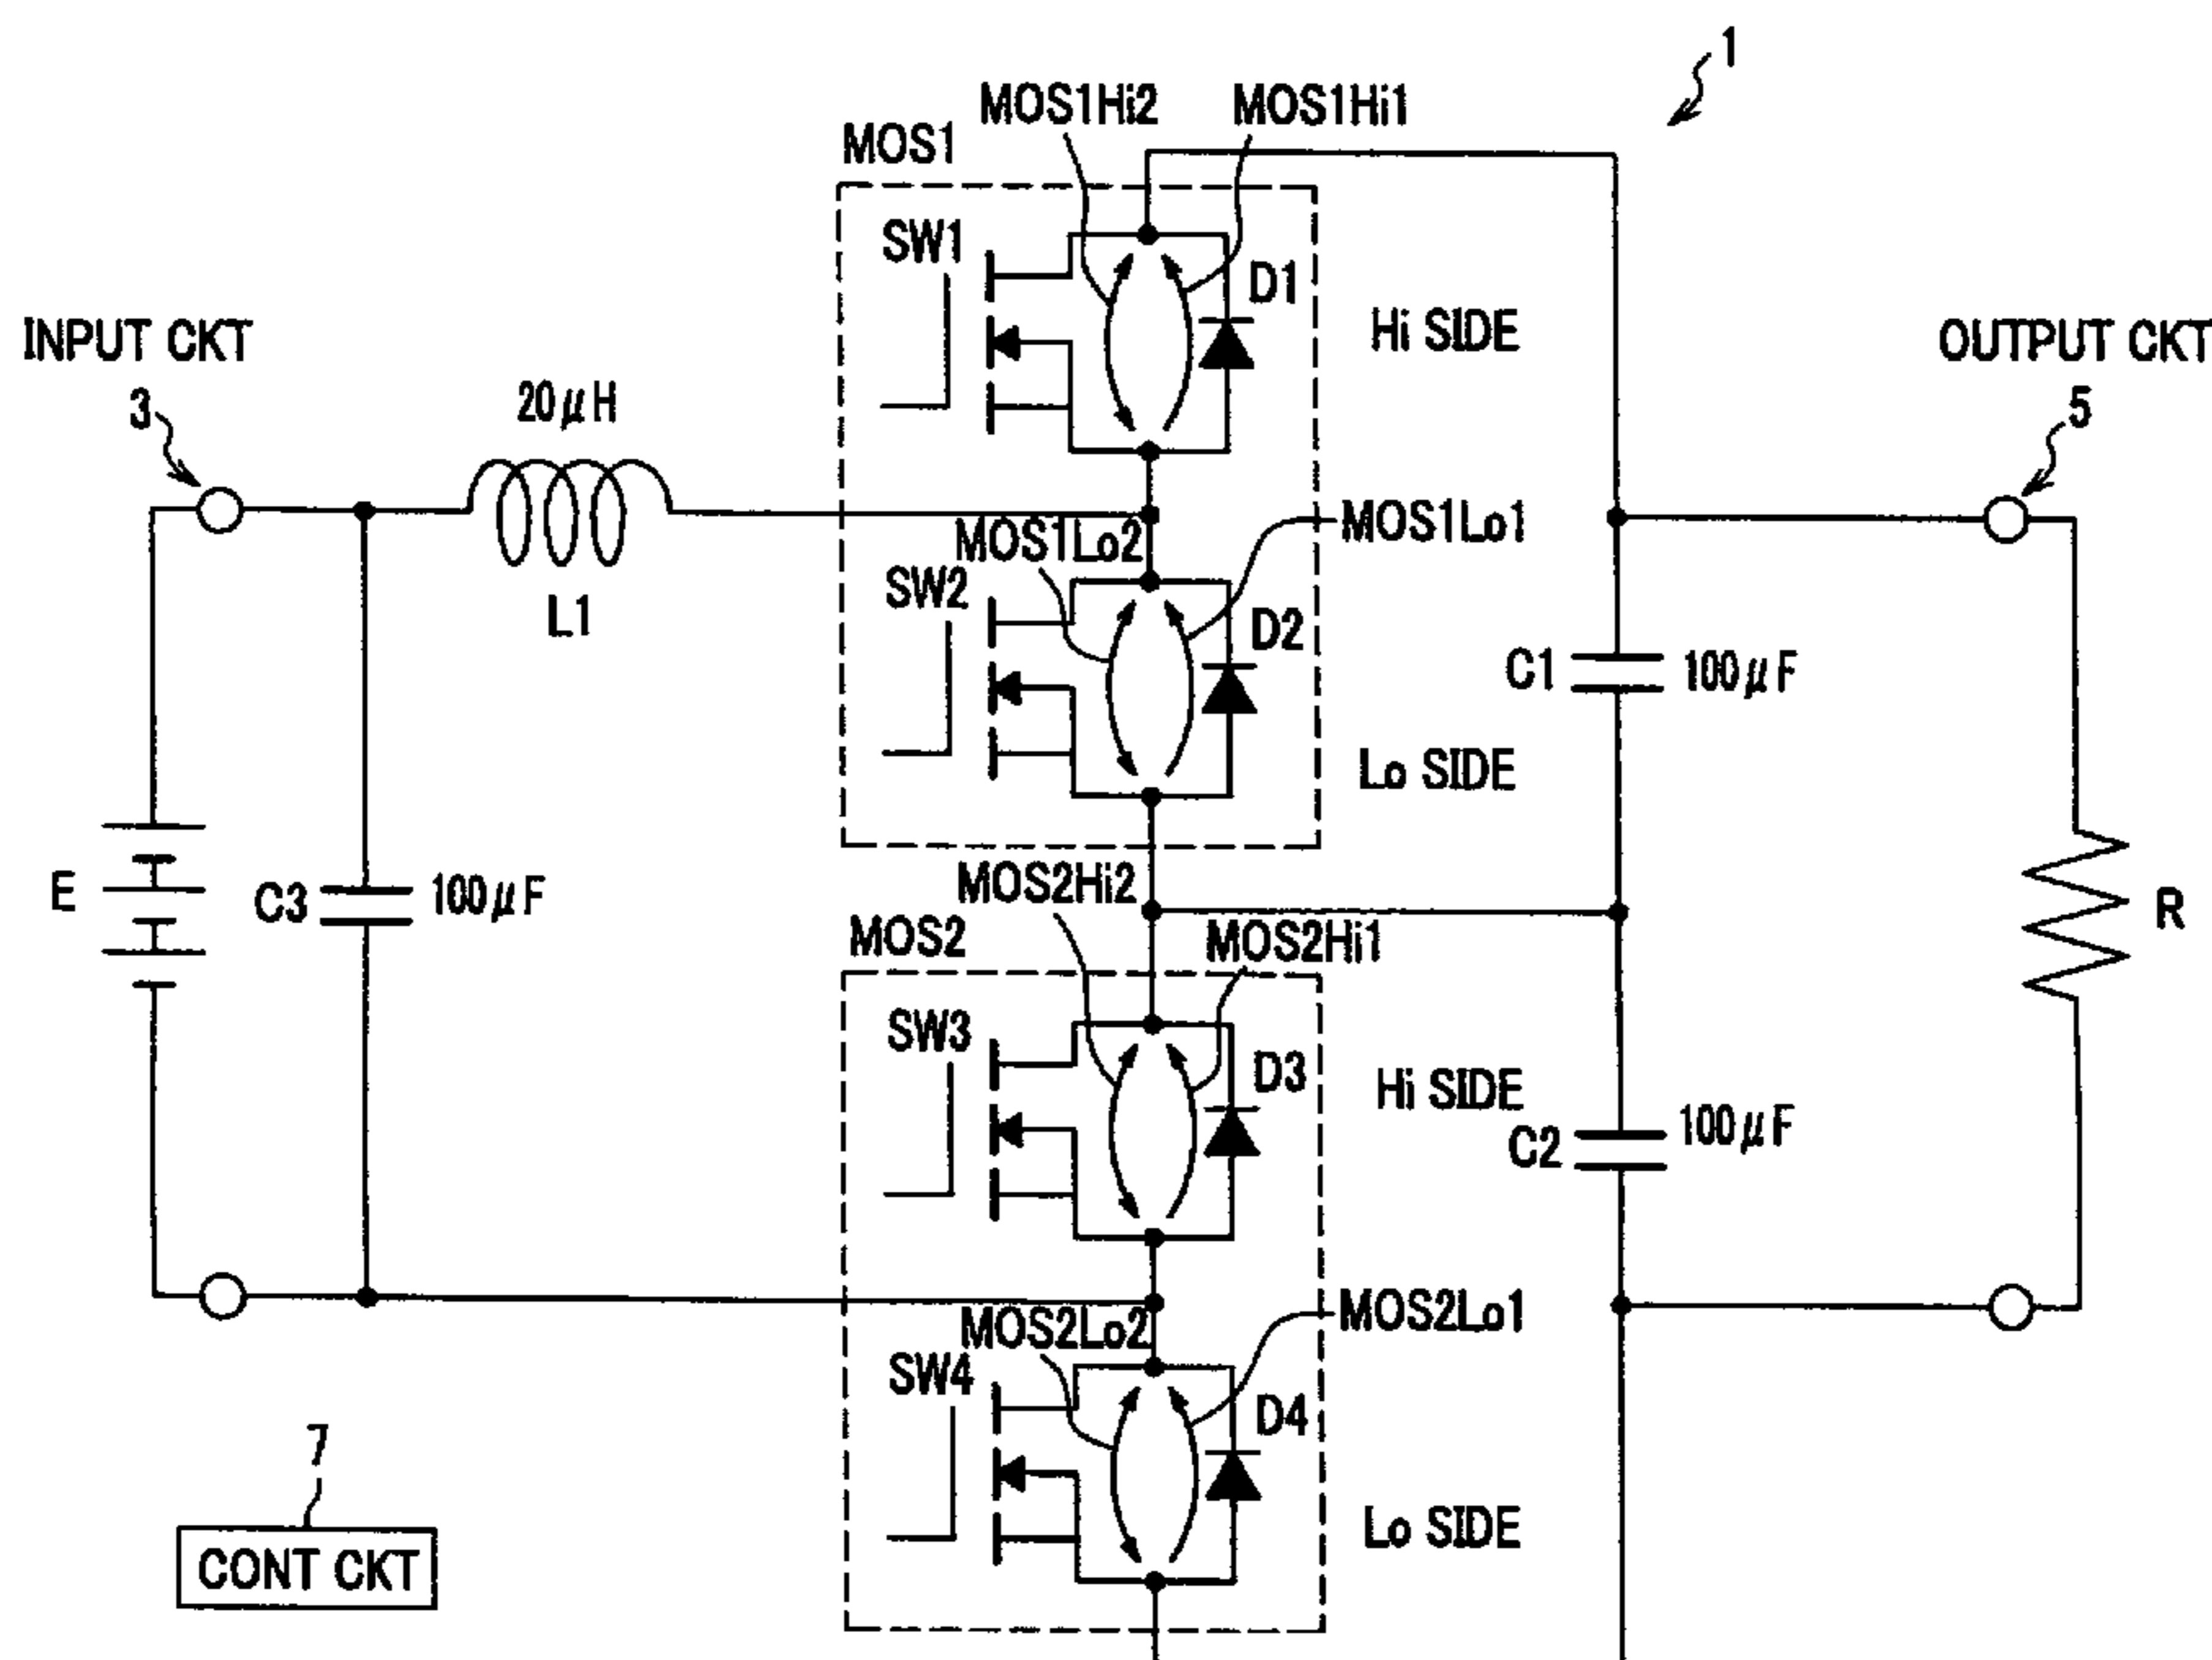 1
MOS1Hi2
MOS1Hi1
MOS1
SW1
D1
Hi SIDE
INPUT CKT
3
20μH
L1
OUTPUT CKT
5
MOS1Lo2
MOS1Lo1
SW2
D2
C1
100μF
Lo SIDE
E
C3
100μF
MOS2Hi2
MOS2
MOS2Hi1
R
SW3
D3
Hi SIDE
C2
100μF
MOS2Lo2
MOS2Lo1
SW4
D4
7
CONT CKT
Lo SIDE